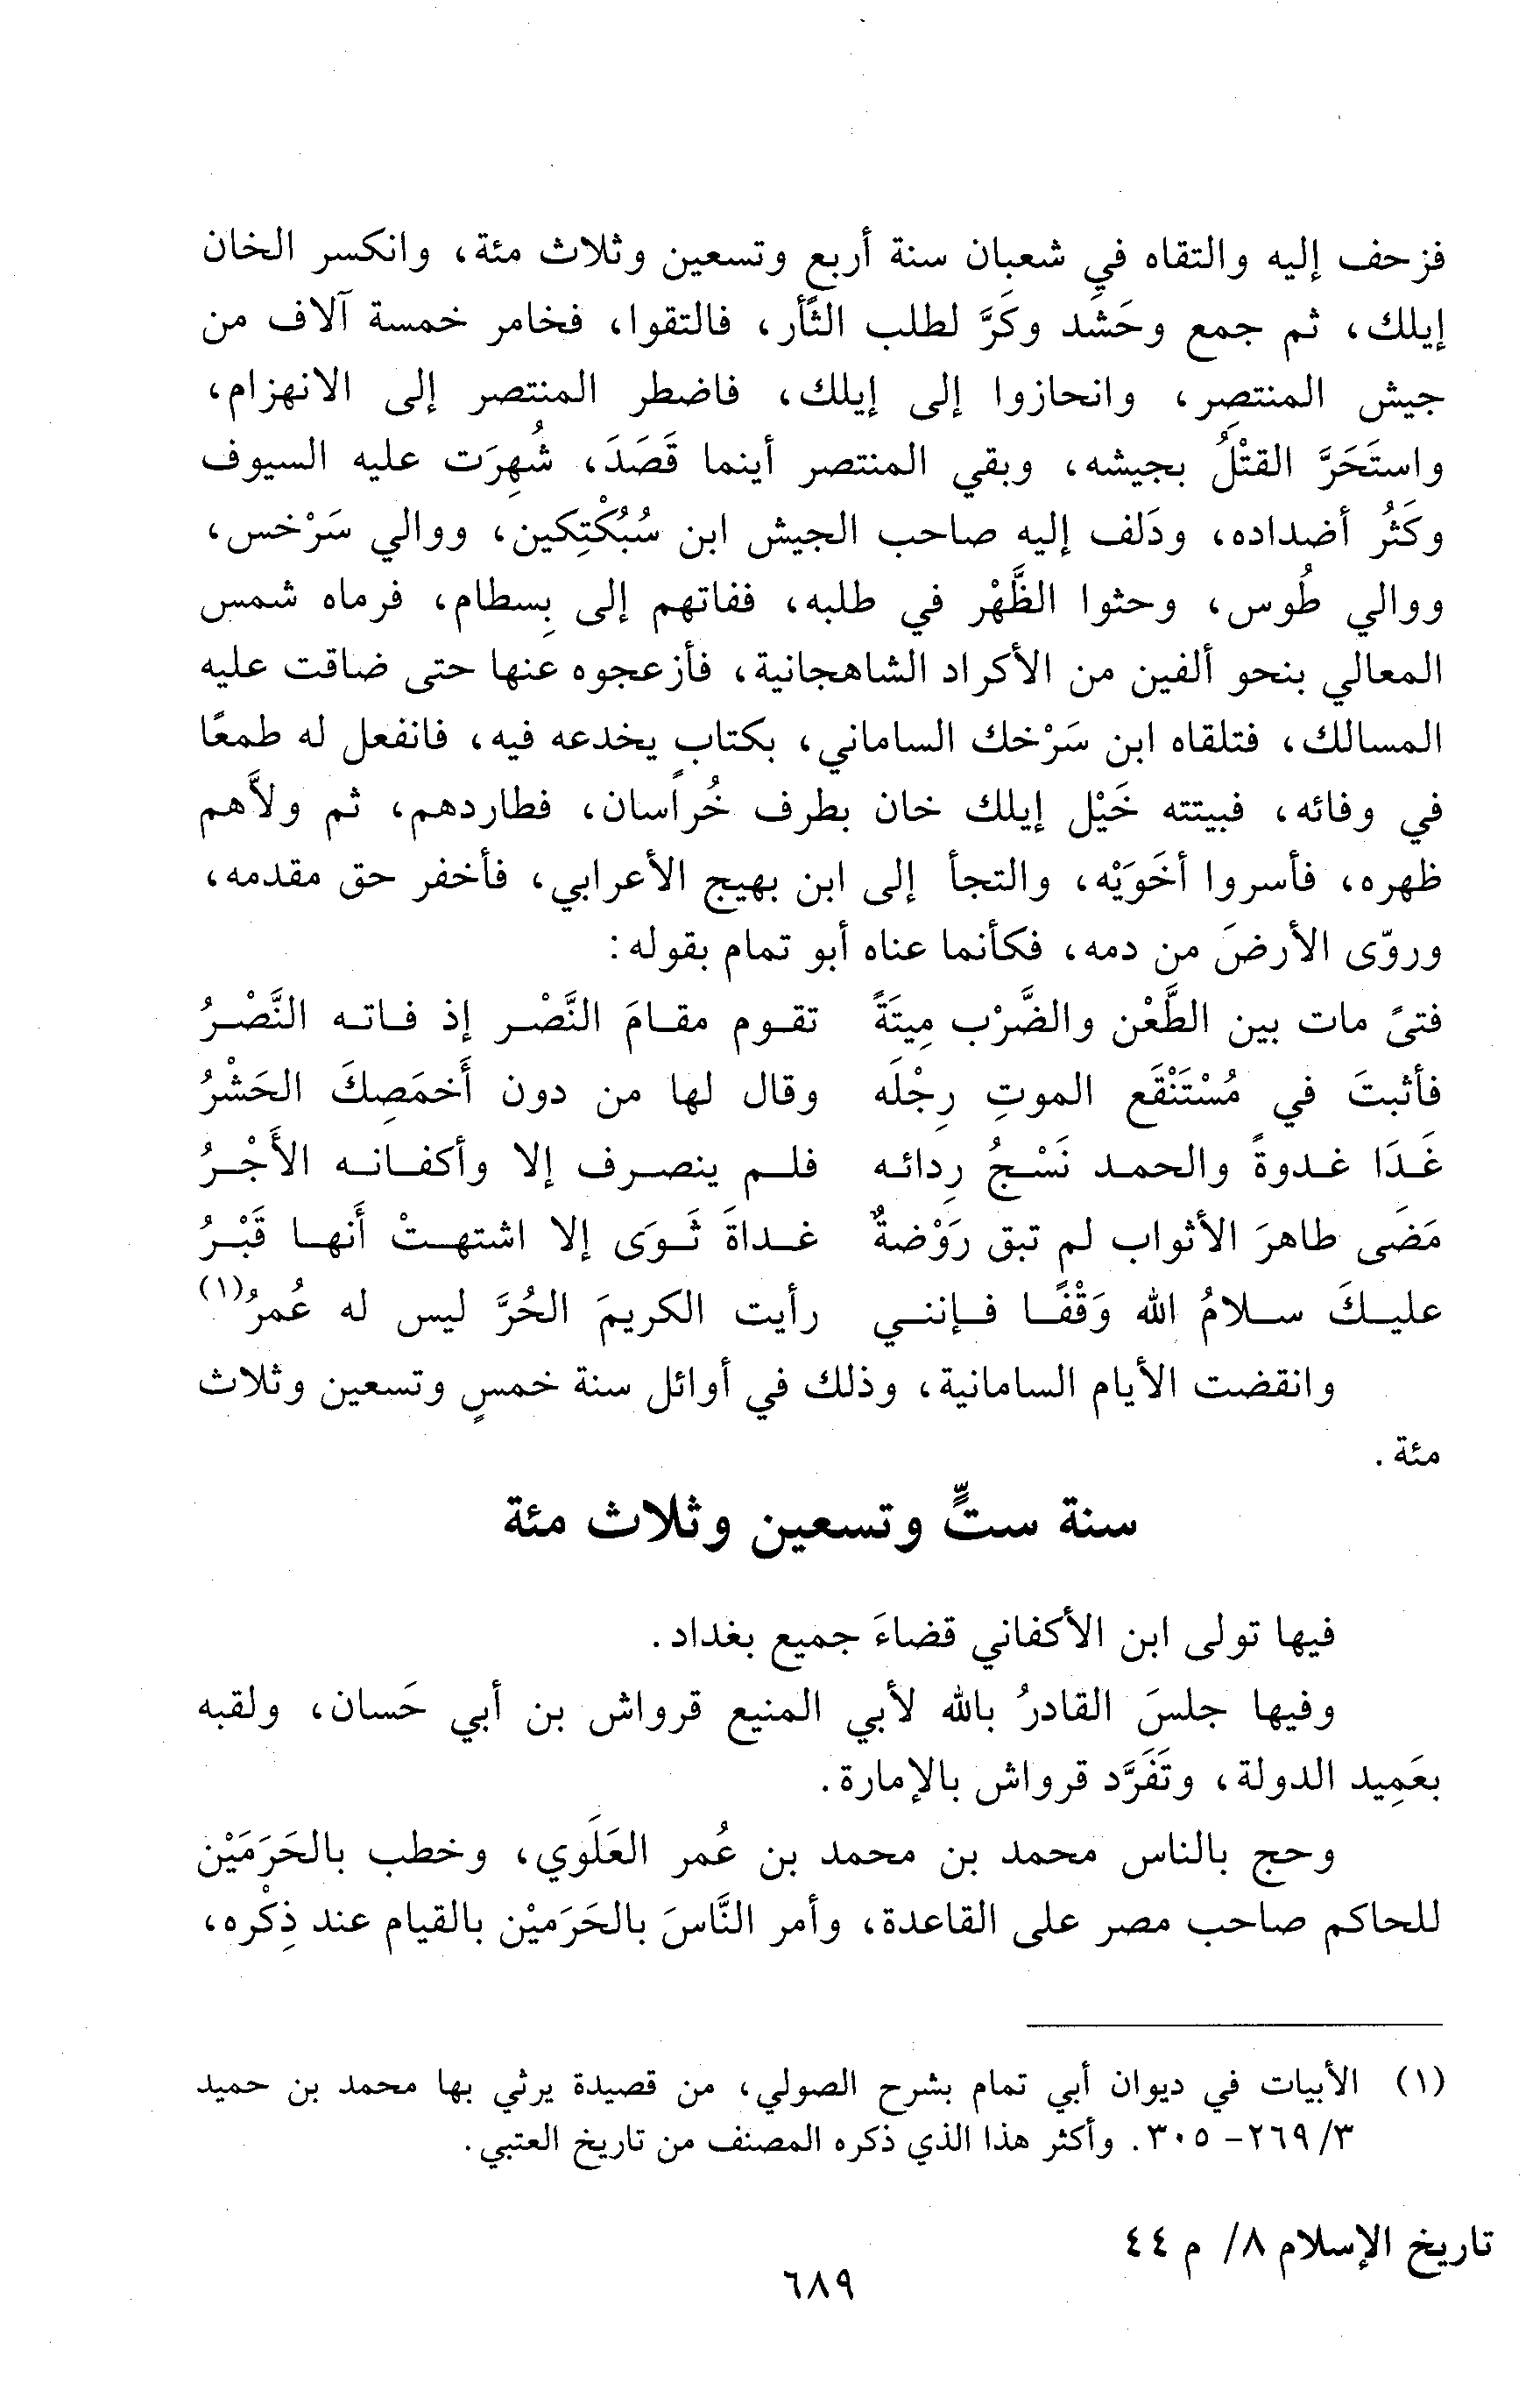 فزحف إليه والتقاه في شعبان سنة أربع وتسعين وثلاث مئة، وانكسر الخان
إيلك، ثم جمع وحَشَد وكَرَّ لطلب الثَّأر، فالتقوا، فخامر خمسة آلاف من
جيش المنتصِر، وانحازوا إلى إيلك، فاضطر المنتصر إلى الانهزام،
واستَحَرَّ القتْلُ بجيشه، وبقي المنتصر أينما قَصَدَ، شُهِرَت عليه السيوف
وكَثُر أضداده، ودَلف إليه صاحب الجيش ابن سُبُكْتِكين، ووالي سَرْخس،
ووالي طُوس، وحثوا الظَّهْر في طلبه، ففاتهم إلى بِسطام، فرماه شمس
المعالي بنحو ألفين من الأكراد الشاهجانية، فأزعجوه عنها حتى ضاقت عليه
المسالك، فتلقاه ابن سَرْخك الساماني، بكتابٍ يخدعه فيه، فانفعل له طمعًا
في وفائه، فبيتته خَيْل إيلك خان بطرف خُراسان، فطاردهم، ثم ولَّاهم
ظهره، فأسروا أخَوَيْه، والتجأ إلى ابن بهيج الأعرابي، فأخفر حق مقدمه،
وروّى الأرضَ من دمه، فكأنما عناه أبو تمام بقوله:
فتىً مات بين الطَّعْن والضَّرْب مِيتَةً تقوم مقامَ النَّصْر إذ فاته النَّصْرُ
فأثبتَ في مُسْتَنْقَع الموتِ رِجْلَه وقال لها من دون أَخمَصِكَ الحَشْرُ
غَدَا غدوةً والحمد نَسْجُ رِدائه فلم ينصرف إلا وأكفانه الأَجْرُ
مَضَى طاهرَ الأثواب لم تبق رَوْضةٌ غداةَ ثَوَى إلا اشتهتْ أَنها قَبْرُ
عليكَ سلامُ الله وَقْفًا فإنني رأيت الكريمَ الحُرَّ ليس له عُمرُ(١)
وانقضت الأيام السامانية، وذلك في أوائل سنة خمسٍ وتسعين وثلاث
مئة.
سنة ستٍّ وتسعين وثلاث مئة
فيها تولى ابن الأكفاني قضاءَ جميع بغداد.
وفيها جلسَ القادرُ بالله لأبي المنيع قرواش بن أبي حَسان، ولقبه
بعَمِيد الدولة، وتَفَرَّد قرواش بالإمارة.
وحج بالناس محمد بن محمد بن عُمر العَلَوي، وخطب بالحَرَمَيْن
للحاكم صاحب مصر على القاعدة، وأمر النَّاسَ بالحَرَميْن بالقيام عند ذِكْره،
(١) الأبيات في ديوان أبي تمام بشرح الصولي، من قصيدة يرثي بها محمد بن حميد
٣/ ٢٦٩- ٣٠٥. وأكثر هذا الذي ذكره المصنف من تاريخ العتبي.
تاريخ الإسلام ٨/ م ٤٤
٦٨٩